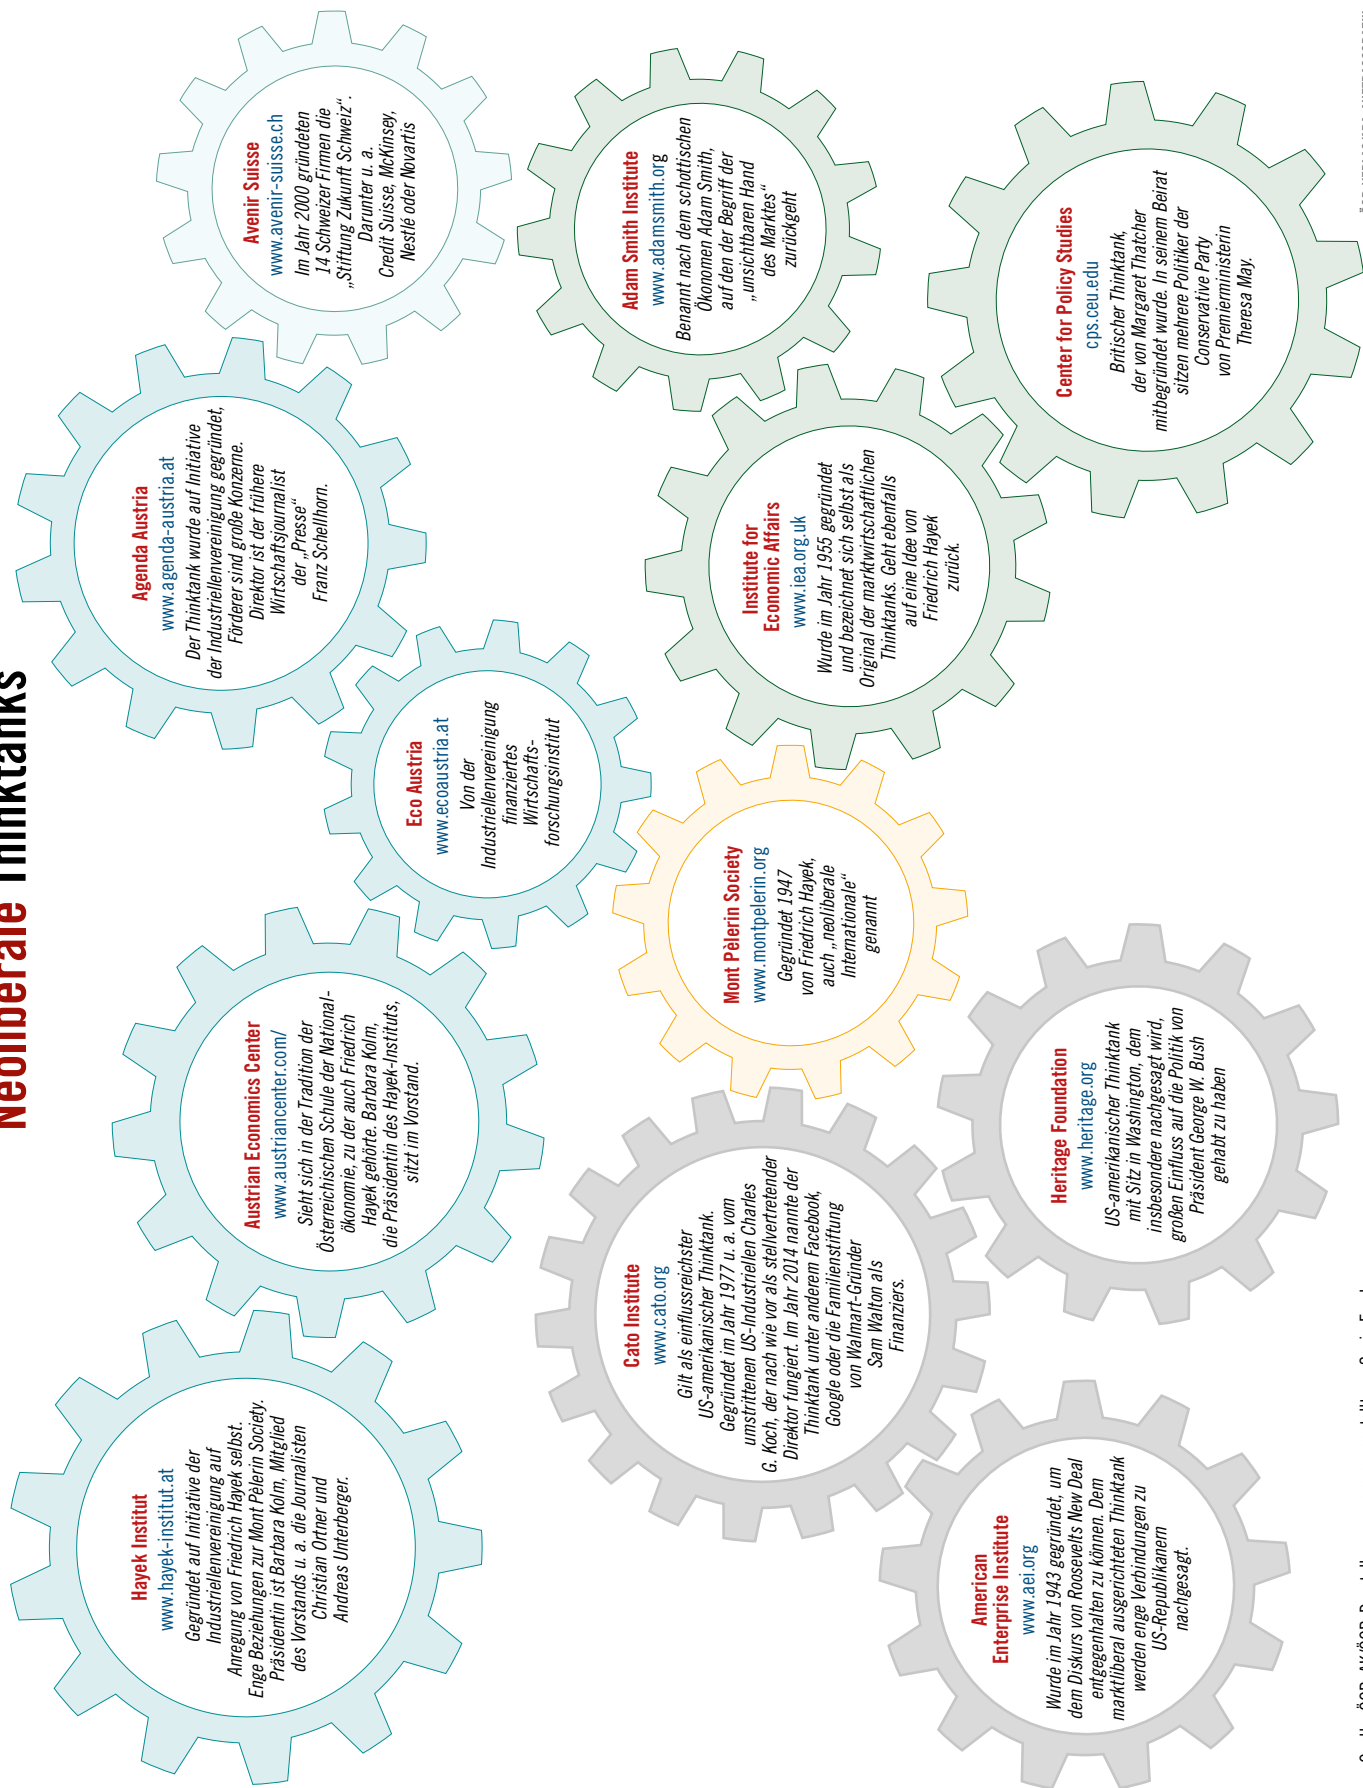 Neoliberale Thinktanks
Hayek Institut
www.hayek-institut.at
Gegründet auf Initiative der
Industriellenvereinigung auf
Anregung von Friedrich Hayek selbst.
Enge Beziehungen zur Mont Pèlerin Society.
Präsidentin ist Barbara Kolm, Mitglied
des Vorstands u. a. die Journalisten
Christian Ortner und
Andreas Unterberger.
Austrian Economics Center
www.austriancenter.com/
Sieht sich in der Tradition der
Österreichischen Schule der National-
ökonomie, zu der auch Friedrich
Hayek gehörte. Barbara Kolm,
die Präsidentin des Hayek-Instituts,
sitzt im Vorstand.
Eco Austria
www.ecoaustria.at
Von der
Industriellenvereinigung
finanziertes
Wirtschafts-
forschungsinstitut
Agenda Austria
www.agenda-austria.at
Der Thinktank wurde auf Initiative
der Industriellenvereinigung gegründet,
Förderer sind große Konzerne.
Direktor ist der frühere
Wirtschaftsjournalist
der „Presse“
Franz Schellhorn.
Avenir Suisse
www.avenir-suisse.ch
Im Jahr 2000 gründeten
14 Schweizer Firmen die
„Stiftung Zukunft Schweiz“.
Darunter u. a.
Credit Suisse, McKinsey,
Nestlé oder Novartis
Cato Institute
www.cato.org
Gilt als einflussreichster
US-amerikanischer Thinktank.
Gegründet im Jahr 1977 u. a. vom
umstrittenen US-Industriellen Charles
G. Koch, der nach wie vor als stellvertretender
Direktor fungiert. Im Jahr 2014 nannte der
Thinktank unter anderem Facebook,
Google oder die Familienstiftung
von Walmart-Gründer
Sam Walton als
Finanziers.
Mont Pèlerin Society
www.montpelerin.org
Gegründet 1947
von Friedrich Hayek,
auch „neoliberale
Internationale“
genannt
Institute for
Economic Affairs
www.iea.org.uk
Wurde im Jahr 1955 gegründet
und bezeichnet sich selbst als
Original der marktwirtschaftlichen
Thinktanks. Geht ebenfalls
auf eine Idee von
Friedrich Hayek
zurück.
Adam Smith Institute
www.adamsmith.org
Benannt nach dem schottischen
Ökonomen Adam Smith,
auf den der Begriff der
„unsichtbaren Hand
des Marktes“
zurückgeht
American
Enterprise Institute
www.aei.org
Wurde im Jahr 1943 gegründet, um
dem Diskurs von Roosevelts New Deal
entgegenhalten zu können. Dem
marktliberal ausgerichteten Thinktank
werden enge Verbindungen zu
US-Republikanern
nachgesagt.
Heritage Foundation
www.heritage.org
US-amerikanischer Thinktank
mit Sitz in Washington, dem
insbesondere nachgesagt wird,
großen Einfluss auf die Politik von
Präsident George W. Bush
gehabt zu haben
Center for Policy Studies
cps.ceu.edu
Britischer Thinktank,
der von Margaret Thatcher
mitbegründet wurde. In seinem Beirat
sitzen mehrere Politiker der
Conservative Party
von Premierministerin
Theresa May.